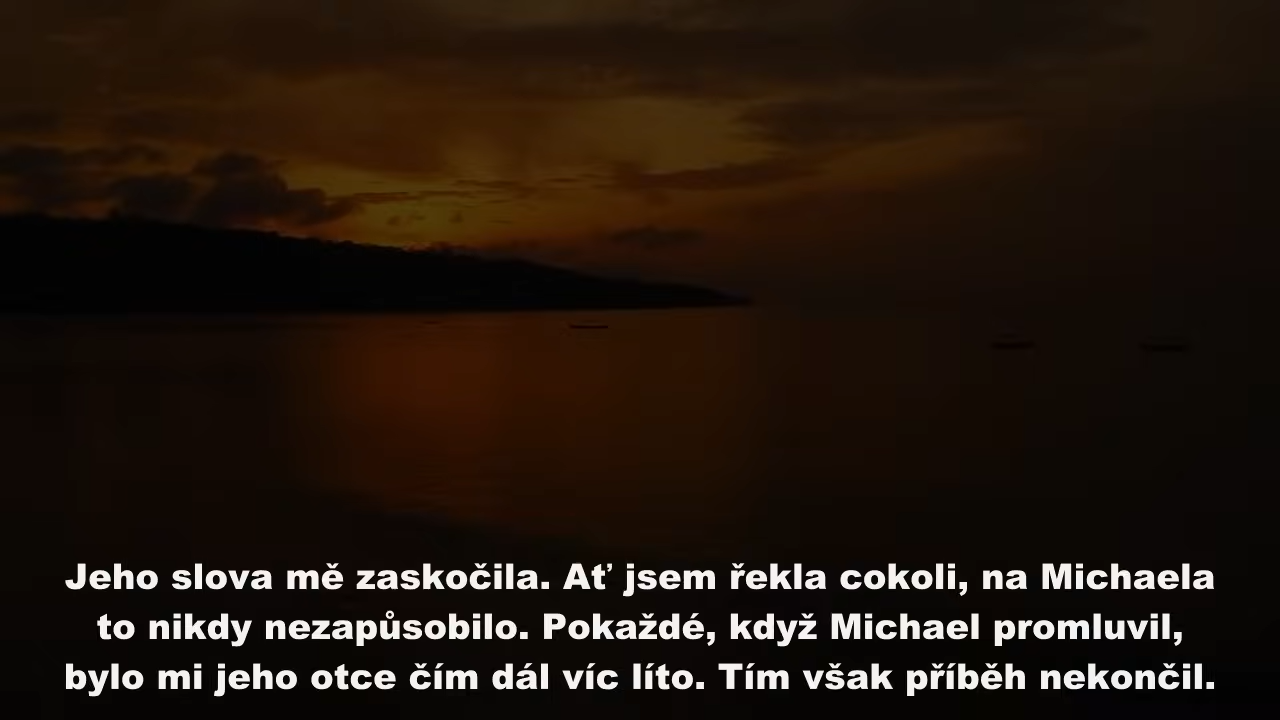 Jeho slova mě zaskočila. Ať jsem řekla cokoli, na Michaela
to nikdy nezapůsobilo. Pokaždé, když Michael promluvil,
bylo mi jeho otce čím dál víc líto. Tím však příběh nekončil.